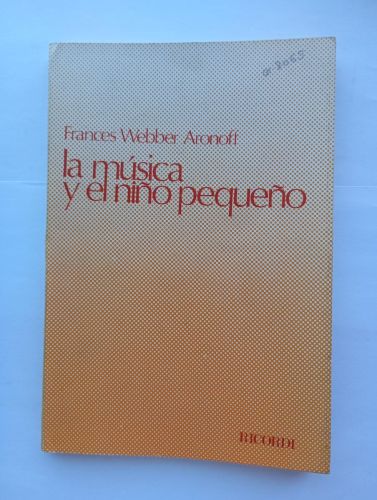 Frances Webber Aronoff
la música
y el niño pequeño
RICORDI